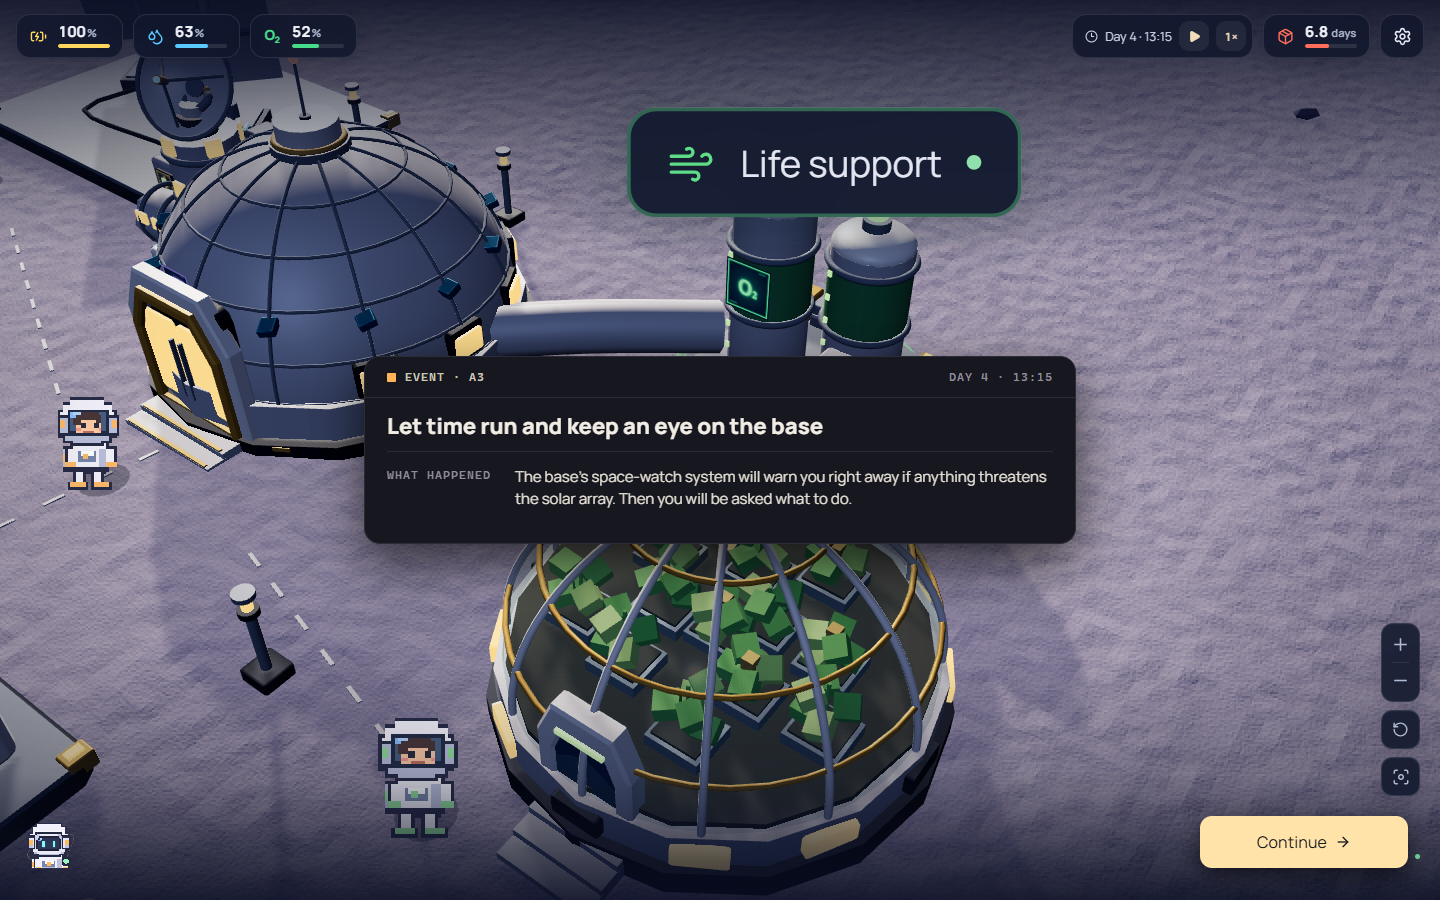 100%
63%
O₂ 52%
Day 4 · 13:15
1×
6.8 days
Life support
O₂
EVENT · A3
DAY 4 · 13:15
Let time run and keep an eye on the base
WHAT HAPPENED
The base's space-watch system will warn you right away if anything threatens
the solar array. Then you will be asked what to do.
Continue →